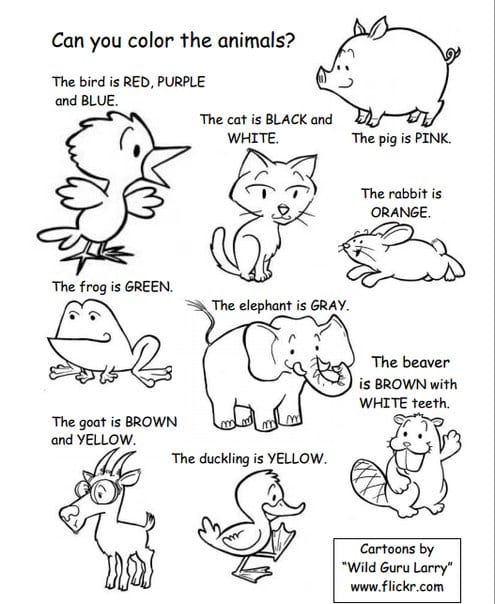 Can you color the animals?
The bird is RED, PURPLE
and BLUE.
The cat is BLACK and
WHITE.
The pig is PINK.
The rabbit is
ORANGE.
The frog is GREEN.
The elephant is GRAY.
The beaver
is BROWN with
WHITE teeth.
The goat is BROWN
and YELLOW.
The duckling is YELLOW.
Cartoons by
"Wild Guru Larry"
www.flickr.com